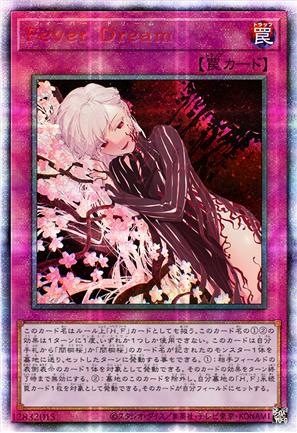 Fever Dream
トラップ
罠
【罠カード】
このカード名はルール上「H.F」カードとしても扱う。このカード名の①②の
効果は1ターンに1度、いずれか1つしか使用できない。このカードは自分
手札から「闇桐桜」か「闇桐桜」のカード名が記されたのモンスター1体を
墓地に送りセットしたターンに発動する事もできる。①:相手フィールドの
表側表示のカード1体を対象として発動できる。そのカードの効果をターン終
了時まで無効にする。②:墓地のこのカードを除外し、自分墓地の「H.F」永続
罠カード1枚を対象として発動できる。そのカードが自分フィールドにセットする。
2832015
©スタジオ・ダイス/集英社・テレビ東京・KONAMI